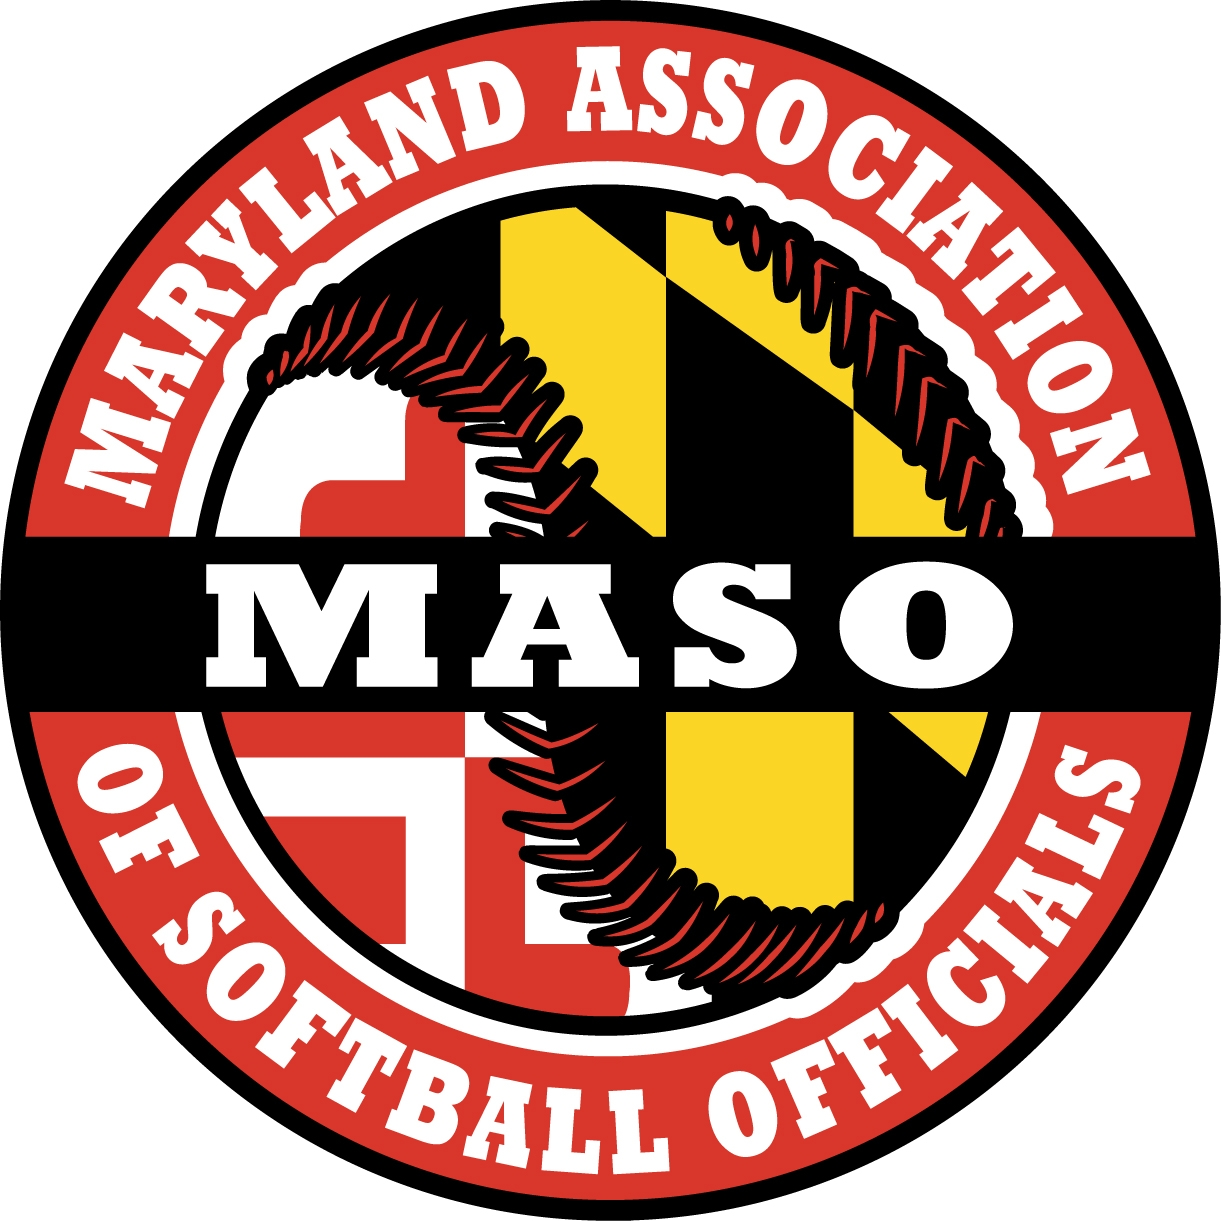 MARYLAND ASSOCIATION
MASO
OF SOFTBALL OFFICIALS